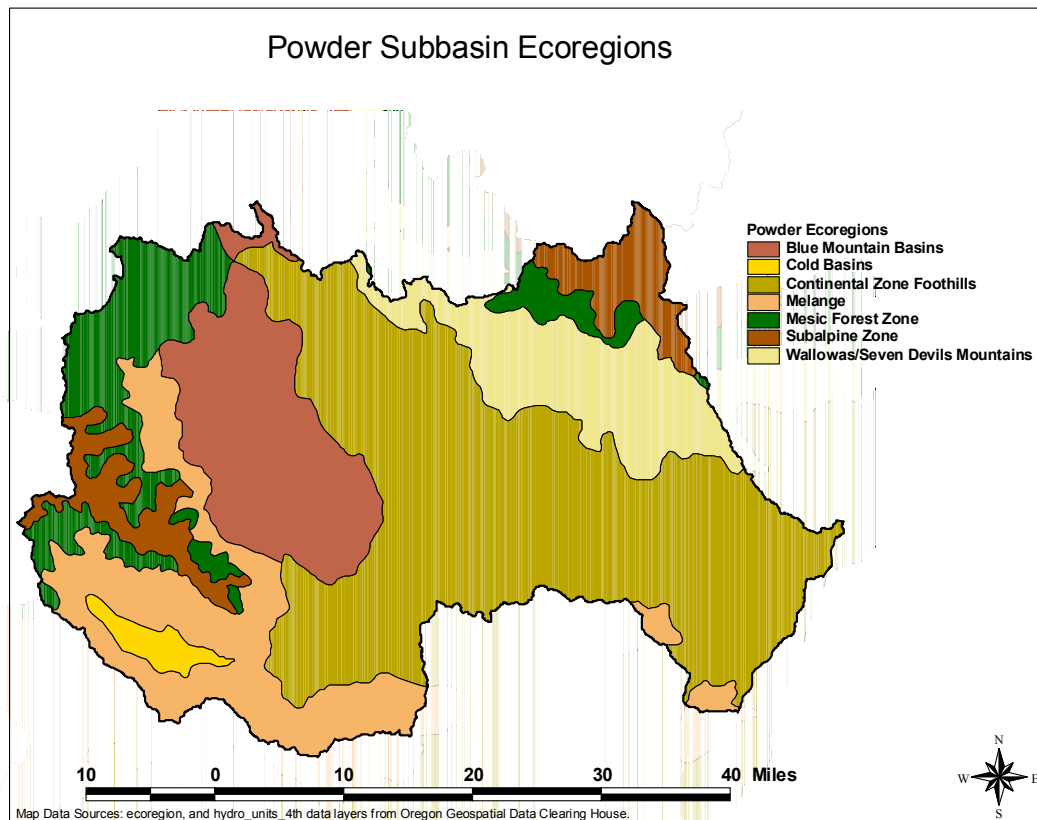 Powder Subbasin Ecoregions
Powder Ecoregions
Blue Mountain Basins
Cold Basins
Continental Zone Foothills
Melange
Mesic Forest Zone
Subalpine Zone
Wallowas/Seven Devils Mountains
10 0 10 20 30 40 Miles
N
W E
S
Map Data Sources: ecoregion, and hydro_units_4th data layers from Oregon Geospatial Data Clearing House.